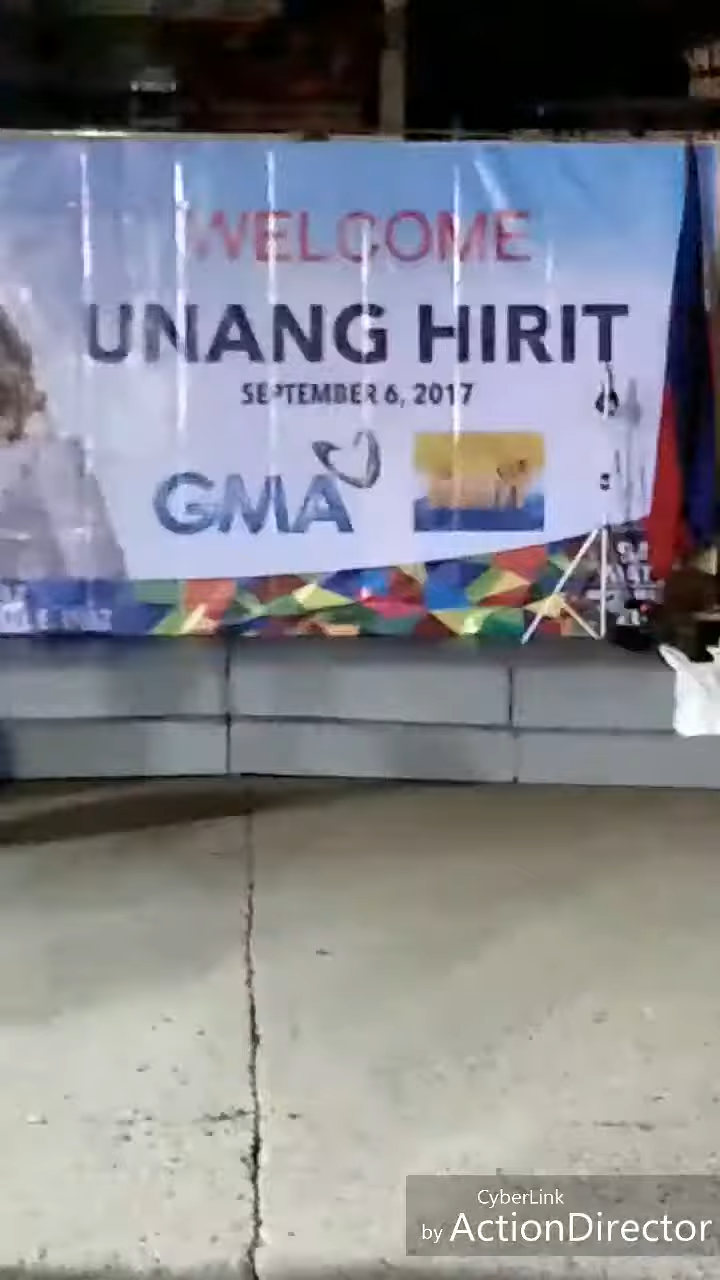 WELCOME
UNANG HIRIT
SEPTEMBER 6, 2017
GMA
CyberLink
by ActionDirector